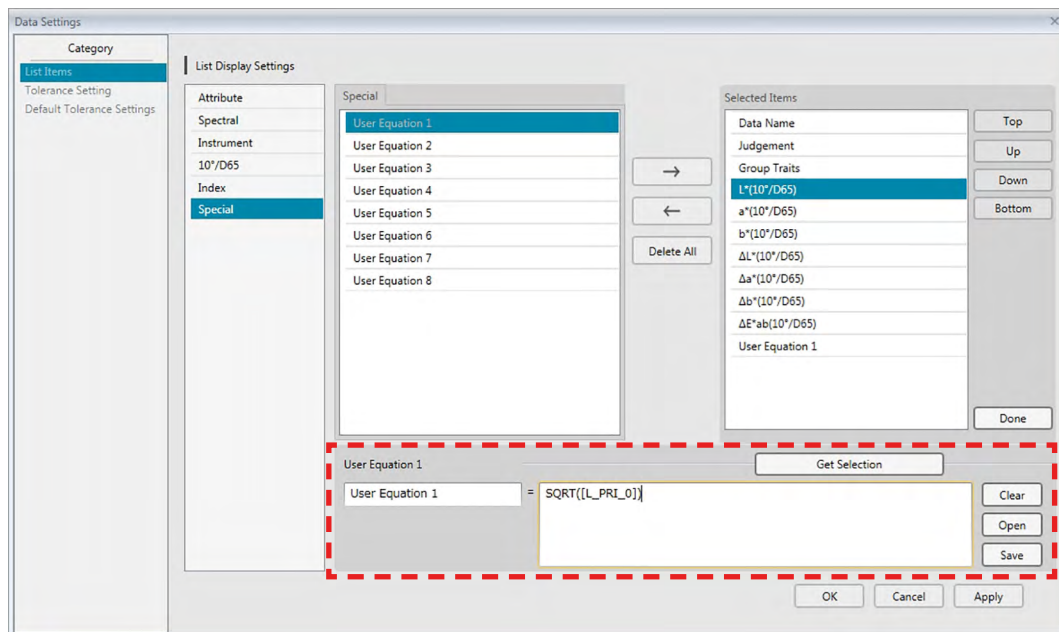 Data Settings
Category
List Items
Tolerance Setting
Default Tolerance Settings
List Display Settings
Attribute
Spectral
Instrument
10°/D65
Index
Special
Special
User Equation 1
User Equation 2
User Equation 3
User Equation 4
User Equation 5
User Equation 6
User Equation 7
User Equation 8
→
←
Delete All
Selected Items
Data Name
Judgement
Group Traits
L*(10°/D65)
a*(10°/D65)
b*(10°/D65)
ΔL*(10°/D65)
Δa*(10°/D65)
Δb*(10°/D65)
ΔE*ab(10°/D65)
User Equation 1
Top
Up
Down
Bottom
Done
User Equation 1
Get Selection
User Equation 1 = SQRT([L_PRI_0])
Clear
Open
Save
OK Cancel Apply